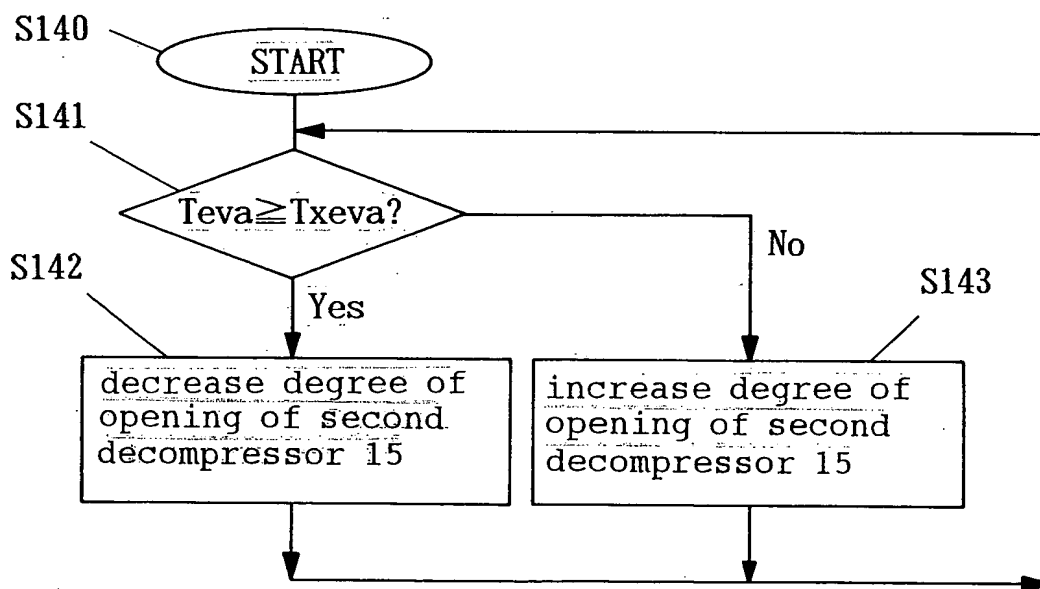 S140
START
S141
Teva≧Txeva?
No
S142
Yes
S143
decrease degree of
opening of second
decompressor 15
increase degree of
opening of second
decompressor 15